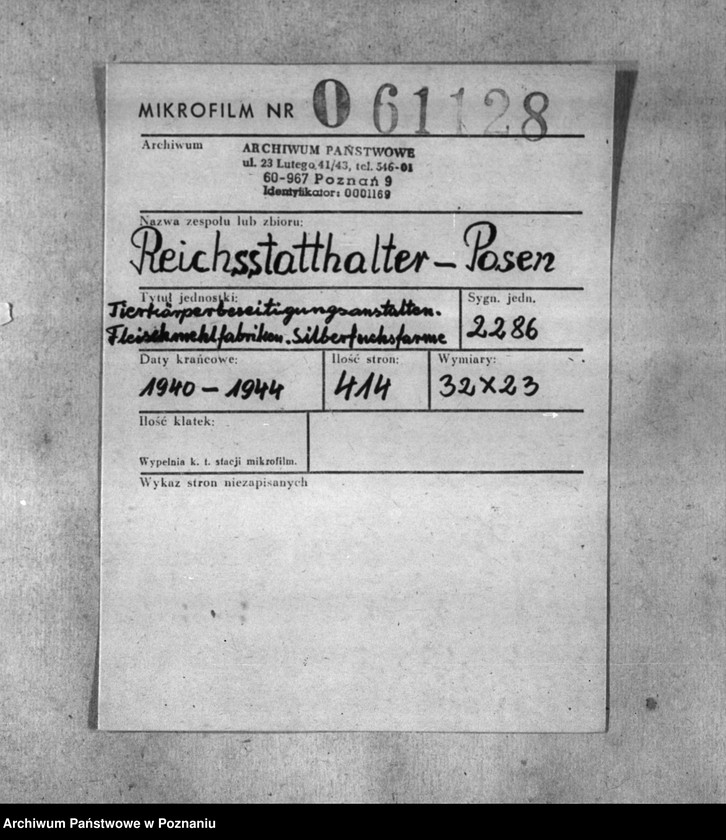 MIKROFILM NR 061128
Archiwum
ARCHIWUM PAŃSTWOWE
ul. 23 Lutego 41/43, tel. 546-01
60-967 Poznań 9
Identyfikator: 0001169
Nazwa zespołu lub zbioru:
Reichsstatthalter – Posen
Tytuł jednostki:
Tierkörperbeseitigungsanstalten.
Fleischmehlfabriken. Silberfuchsfarme
Sygn. jedn.
2286
Daty krańcowe:
1940 – 1944
Ilość stron:
414
Wymiary:
32x23
Ilość klatek:
Wypełnia k. t. stacji mikrofilm.
Wykaz stron niezapisanych
Archiwum Państwowe w Poznaniu